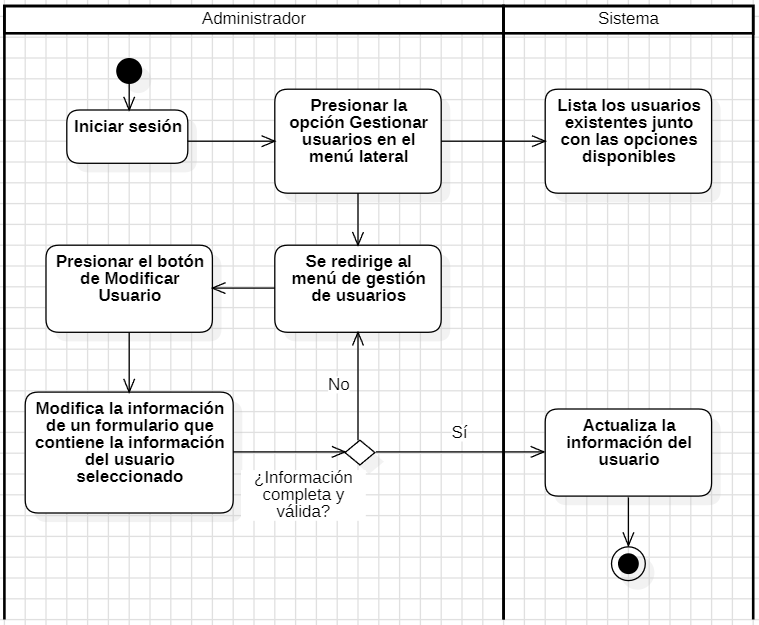 Administrador
Sistema
Iniciar sesión
Presionar la
opción Gestionar
usuarios en el
menú lateral
Lista los usuarios
existentes junto
con las opciones
disponibles
Presionar el botón
de Modificar
Usuario
Se redirige al
menú de gestión
de usuarios
No
Modifica la información
de un formulario que
contiene la información
del usuario
seleccionado
¿Información
completa y
válida?
Sí
Actualiza la
información del
usuario